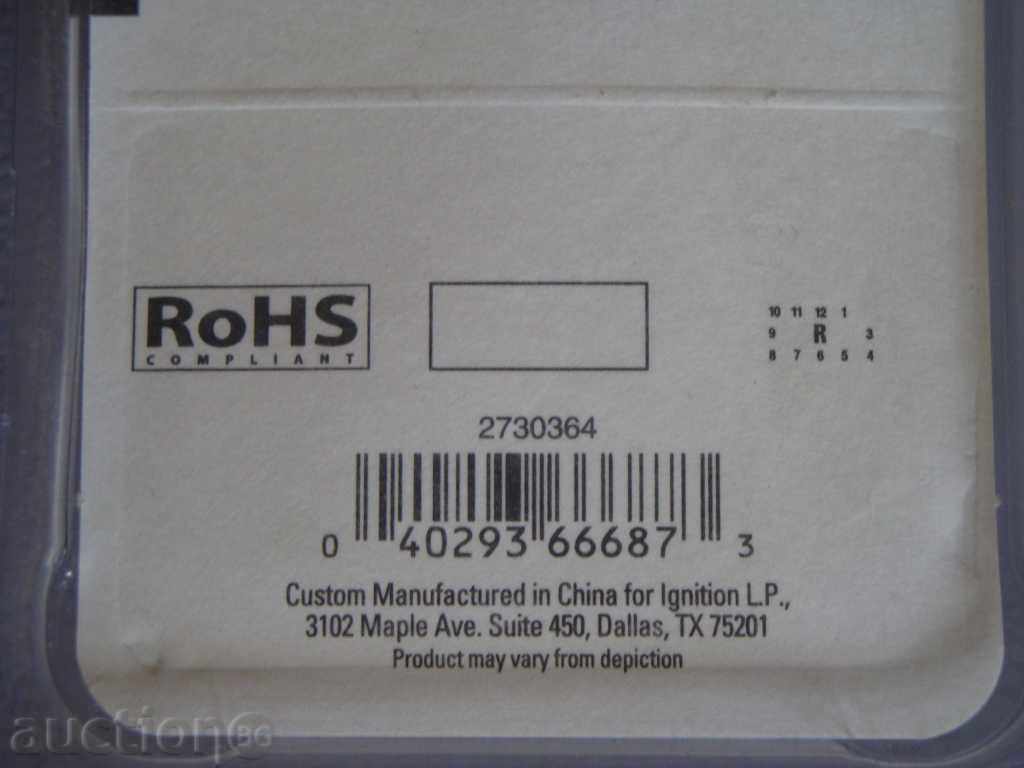 RoHS
COMPLIANT
10 11 12 1
9 R 3
8 7 6 5 4
2730364
0 40293 66687 3
Custom Manufactured in China for Ignition L.P.,
3102 Maple Ave. Suite 450, Dallas, TX 75201
Product may vary from depiction
auction BG